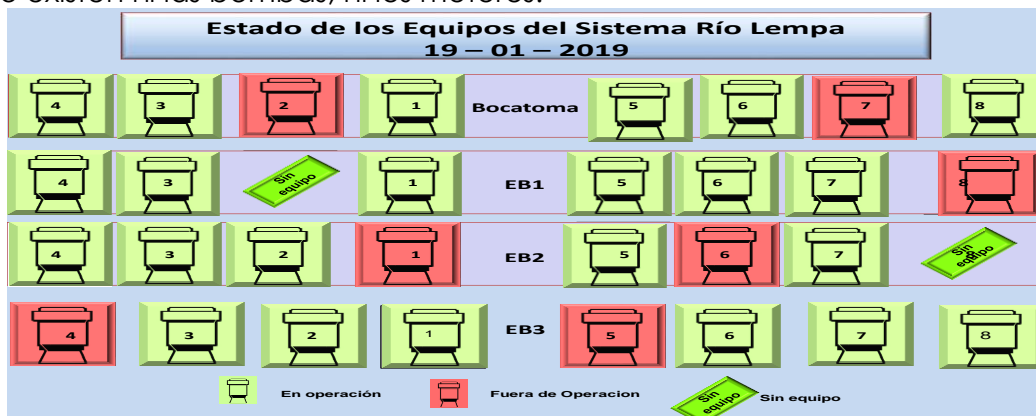 Estado de los Equipos del Sistema Río Lempa
19 – 01 – 2019
4 3 2 1 Bocatoma 5 6 7 8
4 3 Sin equipo 1 EB1 5 6 7 8
4 3 2 1 EB2 5 6 7 Sin equipo 8
4 3 2 1 EB3 5 6 7 8
En operación Fuera de Operacion Sin equipo Sin equipo